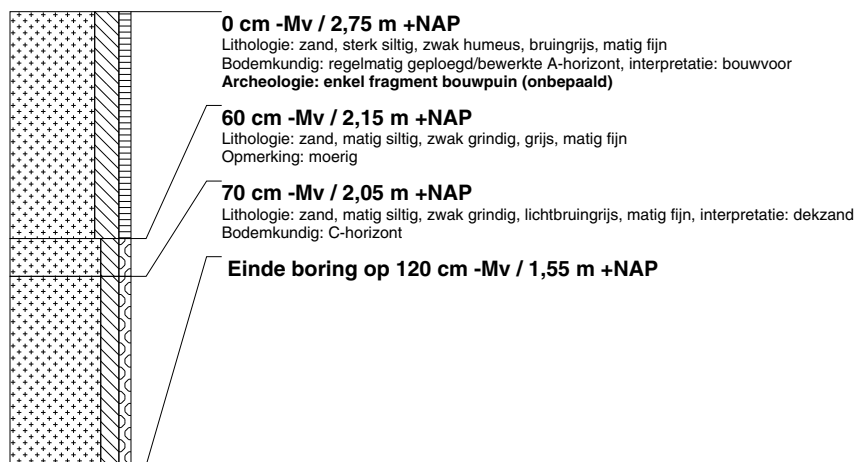 0 cm -Mv / 2,75 m +NAP
Lithologie: zand, sterk siltig, zwak humeus, bruingrijs, matig fijn
Bodemkundig: regelmatig geploegd/bewerkte A-horizont, interpretatie: bouwvoor
Archeologie: enkel fragment bouwpuin (onbepaald)
60 cm -Mv / 2,15 m +NAP
Lithologie: zand, matig siltig, zwak grindig, grijs, matig fijn
Opmerking: moerig
70 cm -Mv / 2,05 m +NAP
Lithologie: zand, matig siltig, zwak grindig, lichtbruingrijs, matig fijn, interpretatie: dekzand
Bodemkundig: C-horizont
Einde boring op 120 cm -Mv / 1,55 m +NAP